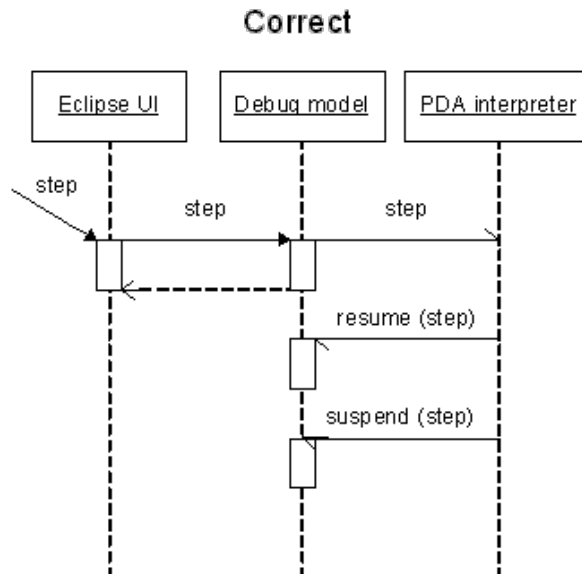 Correct
Eclipse UI
Debug model
PDA interpreter
step
step
step
resume (step)
suspend (step)